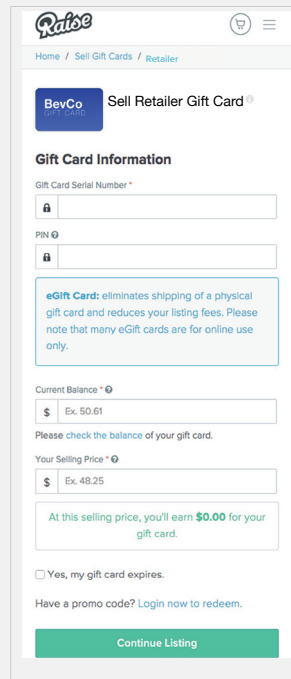 Raise
Home / Sell Gift Cards / Retailer
BevCo
GIFT CARD
Sell Retailer Gift Card
Gift Card Information
Gift Card Serial Number *
PIN
eGift Card: eliminates shipping of a physical
gift card and reduces your listing fees. Please
note that many eGift cards are for online use
only.
Current Balance *
$ Ex. 50.61
Please check the balance of your gift card.
Your Selling Price *
$ Ex. 48.25
At this selling price, you'll earn $0.00 for your
gift card.
Yes, my gift card expires.
Have a promo code? Login now to redeem.
Continue Listing